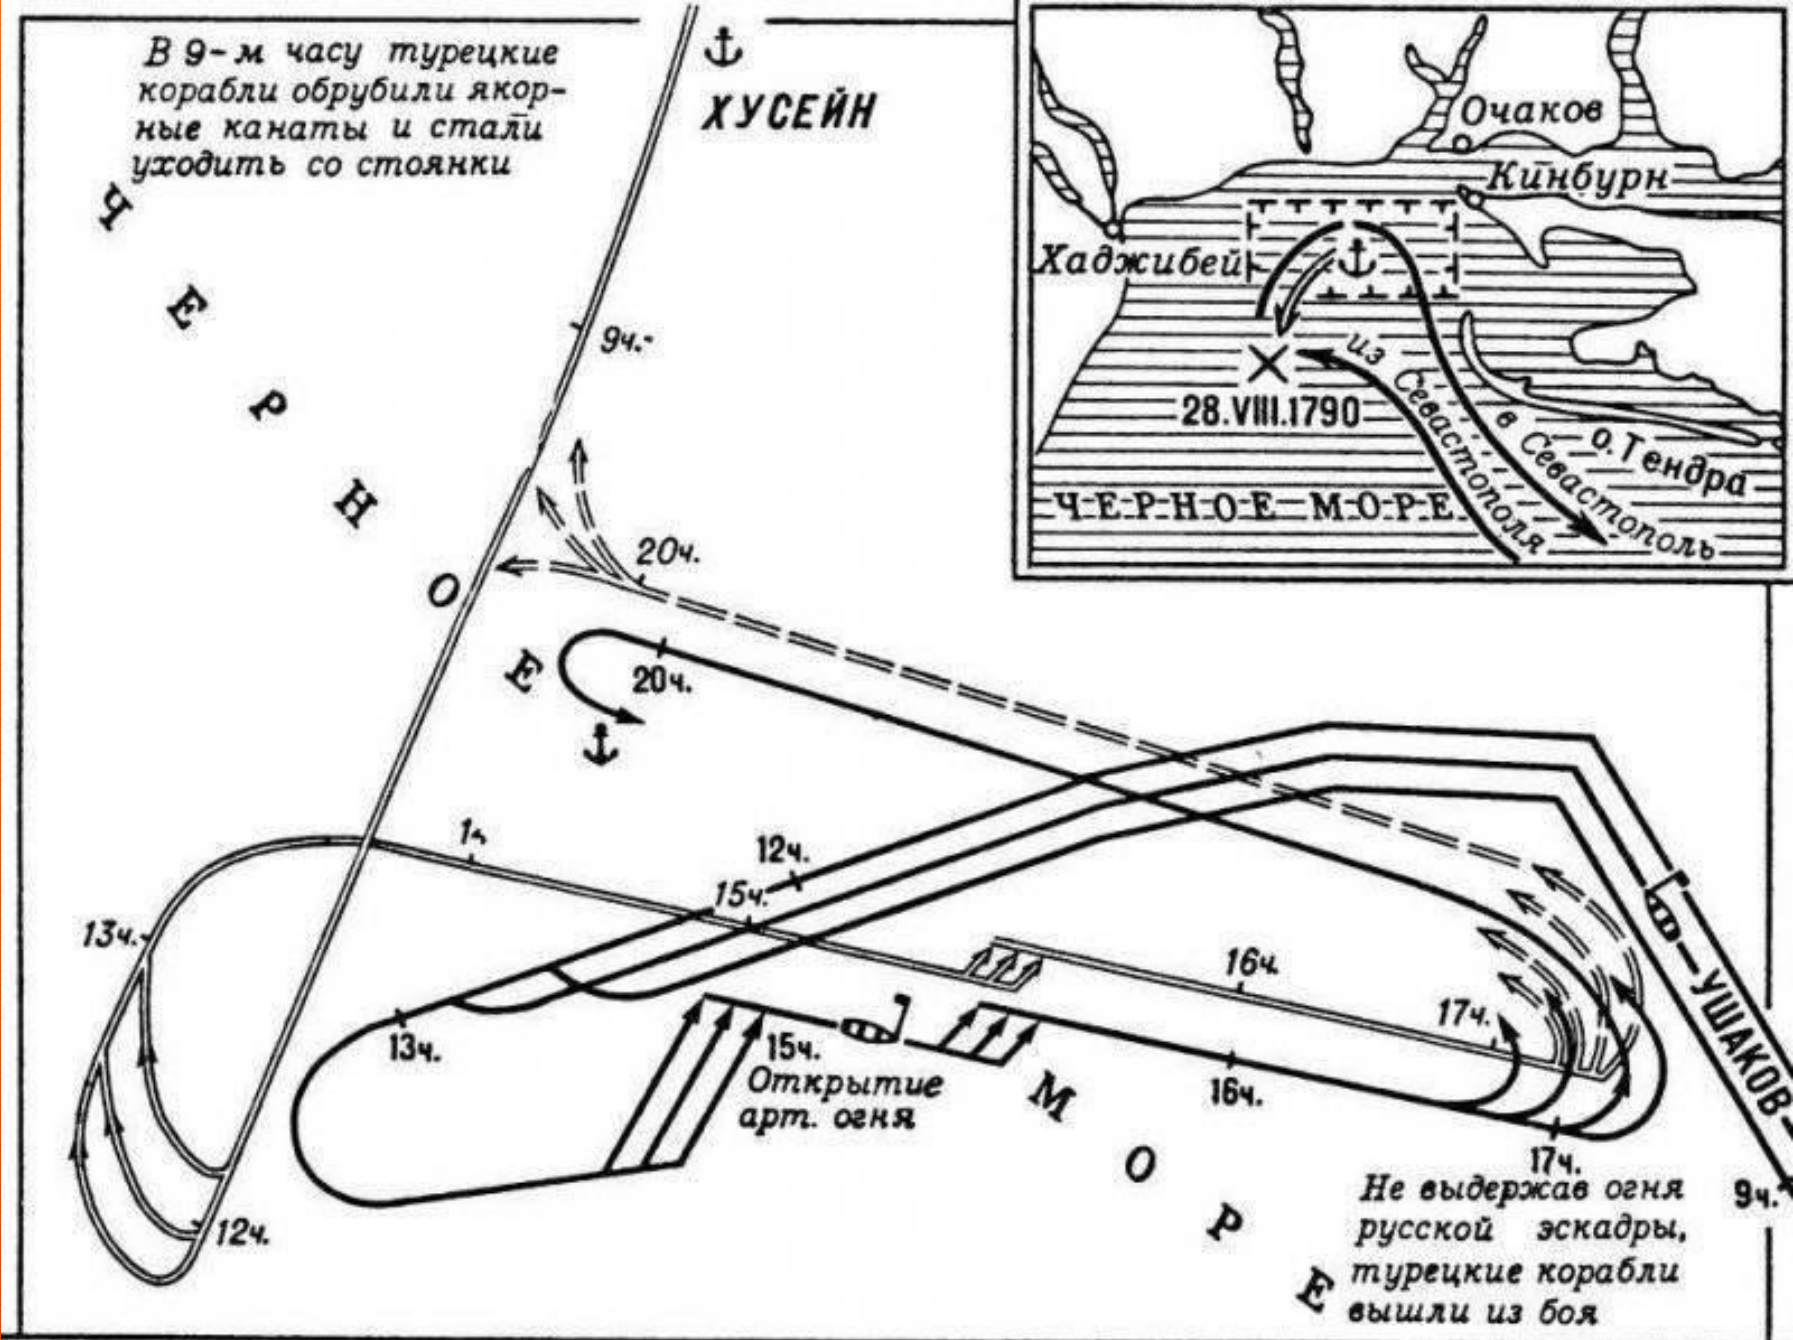 В 9-м часу турецкие
корабли обрубили якор-
ные канаты и стали
уходить со стоянки
ХУСЕЙН
ЧЕРНОЕ МОРЕ
9ч.
20ч.
20ч.
12ч.
15ч.
13ч.
13ч.
12ч.
15ч.
Открытие
арт. огня
16ч.
16ч.
17ч.
17ч.
Не выдержав огня
русской эскадры,
турецкие корабли
вышли из боя
УШАКОВ
9ч.
Очаков
Кинбурн
Хаджибей
28.VIII.1790
из Севастополя
в Севастополь
о. Тендра
ЧЕРНОЕ МОРЕ